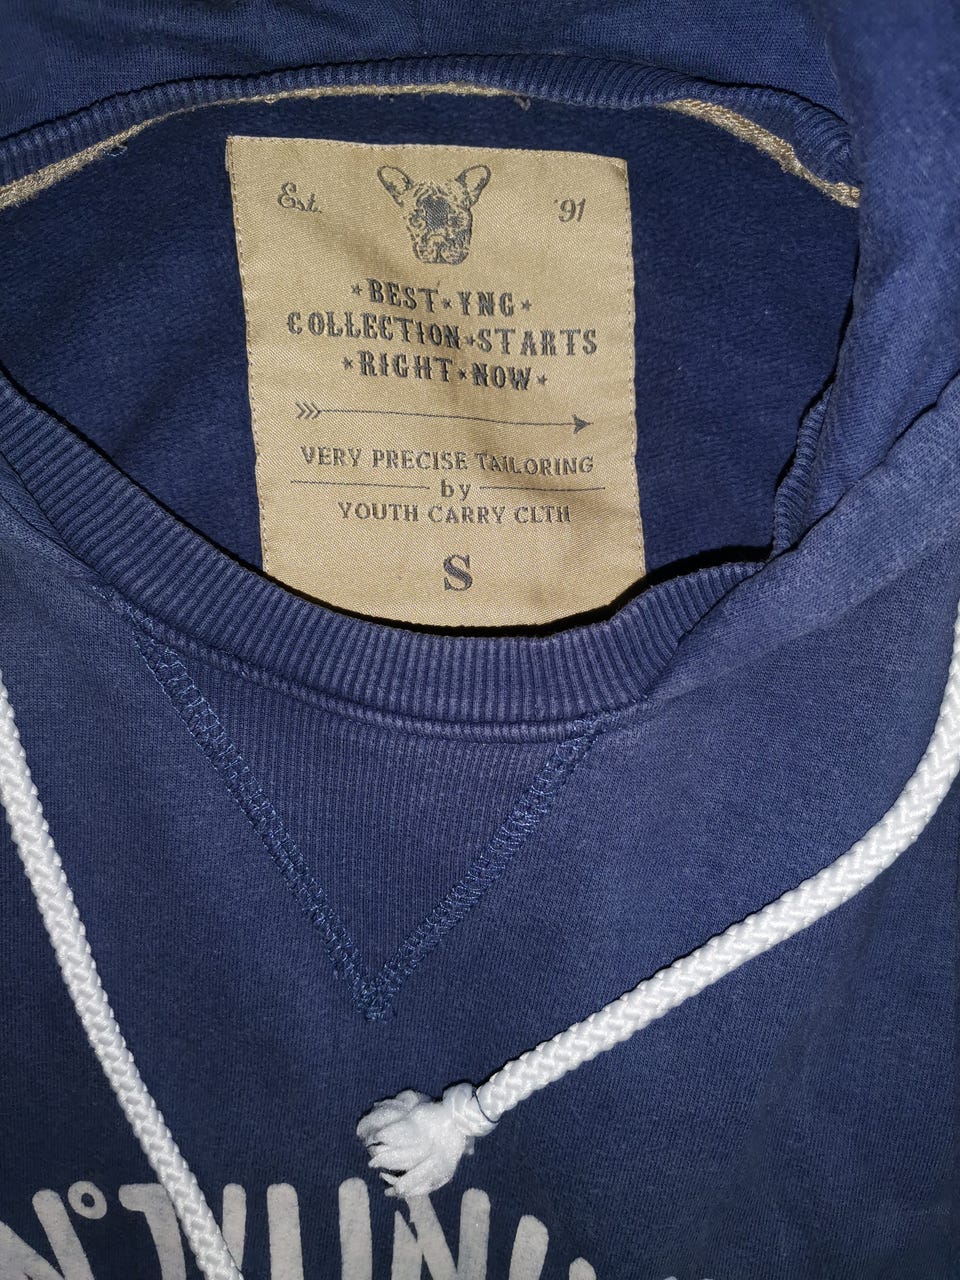 Est. '91
BEST YNG
COLLECTION STARTS
RIGHT NOW
VERY PRECISE TAILORING
by
YOUTH CARRY CLTH
S